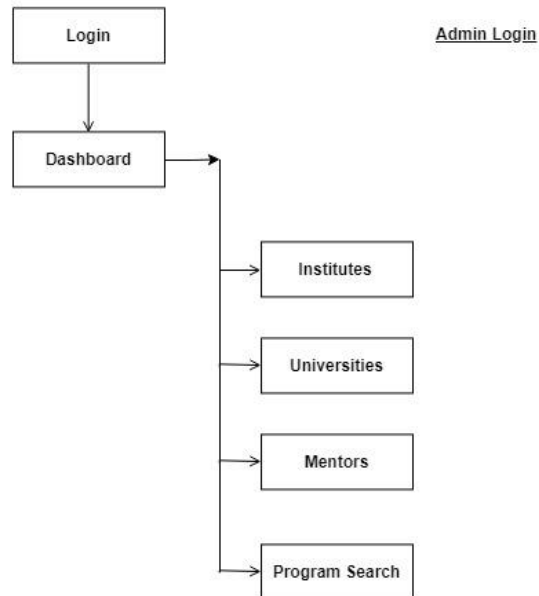 Login
Admin Login
Dashboard
Institutes
Universities
Mentors
Program Search